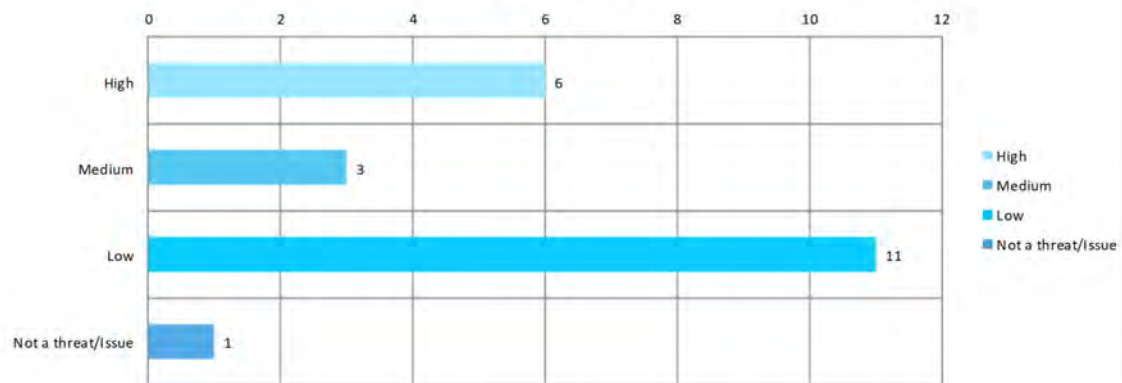 0 2 4 6 8 10 12
High 6
Medium 3
Low 11
Not a threat/Issue 1
High
Medium
Low
Not a threat/Issue